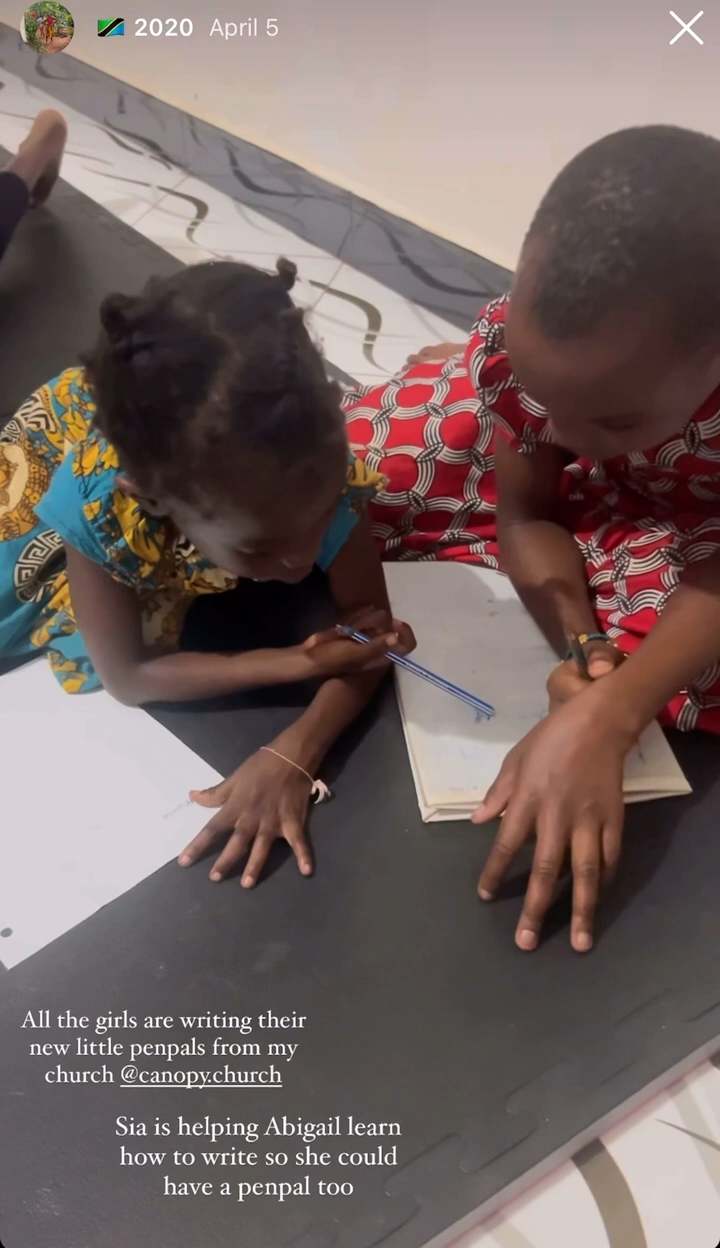 2020 April 5
All the girls are writing their
new little penpals from my
church @canopy.church
Sia is helping Abigail learn
how to write so she could
have a penpal too